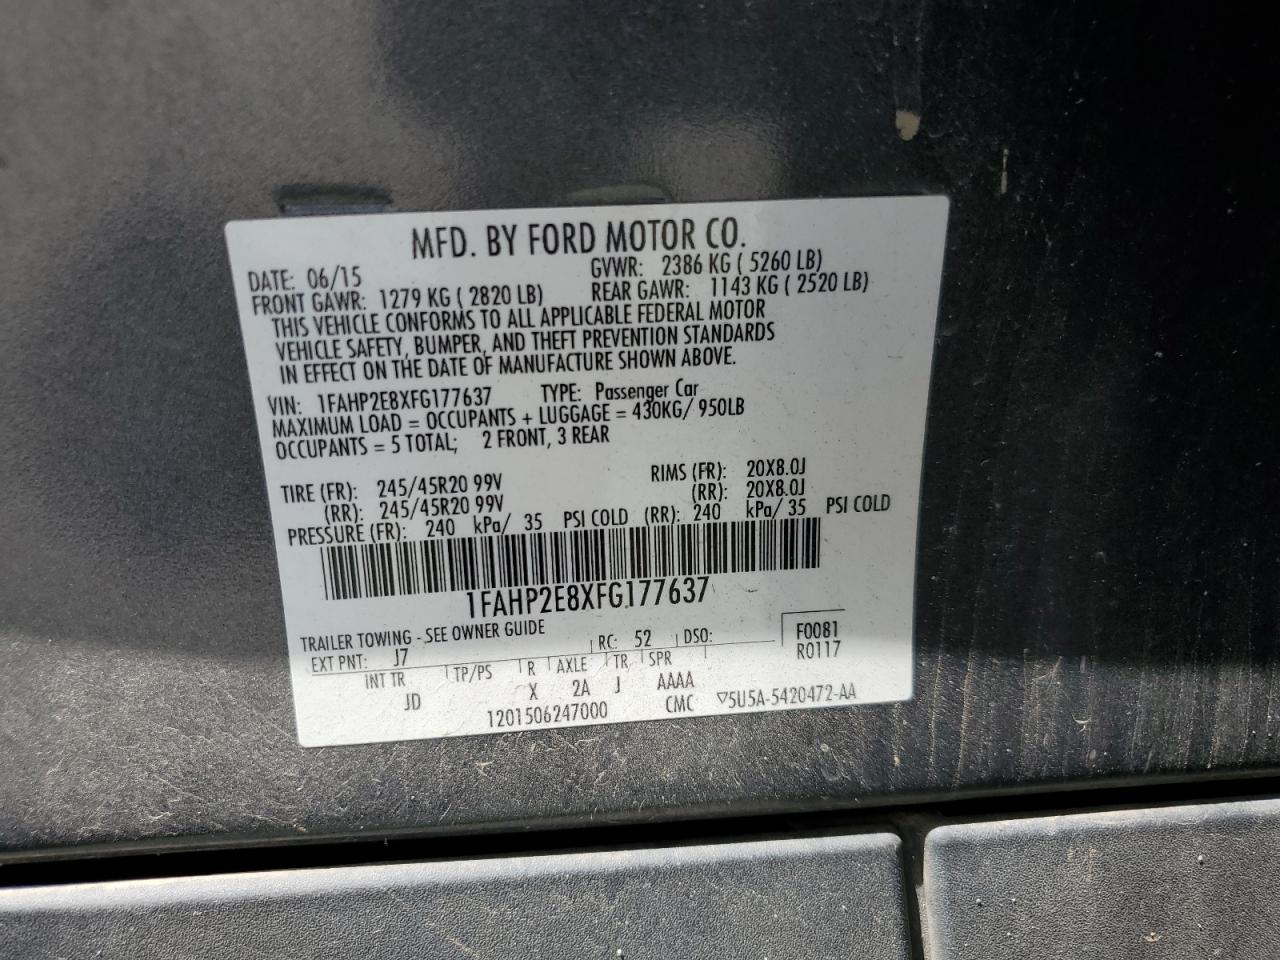 MFD. BY FORD MOTOR CO.
DATE: 06/15 GVWR: 2386 KG ( 5260 LB)
FRONT GAWR: 1279 KG ( 2820 LB) REAR GAWR: 1143 KG ( 2520 LB)
THIS VEHICLE CONFORMS TO ALL APPLICABLE FEDERAL MOTOR
VEHICLE SAFETY, BUMPER, AND THEFT PREVENTION STANDARDS
IN EFFECT ON THE DATE OF MANUFACTURE SHOWN ABOVE.
VIN: 1FAHP2E8XFG177637 TYPE: Passenger Car
MAXIMUM LOAD = OCCUPANTS + LUGGAGE = 430KG/ 950LB
OCCUPANTS = 5 TOTAL; 2 FRONT, 3 REAR
TIRE (FR): 245/45R20 99V RIMS (FR): 20X8.0J
(RR): 245/45R20 99V (RR): 20X8.0J
PRESSURE (FR): 240 kPa/ 35 PSI COLD (RR): 240 kPa/ 35 PSI COLD
1FAHP2E8XFG177637
TRAILER TOWING - SEE OWNER GUIDE
EXT PNT: J7 RC: 52 DSO: F0081
INT TR TP/PS R AXLE TR SPR R0117
JD X 2A J AAAA
1201506247000 CMC ▽5U5A-5420472-AA